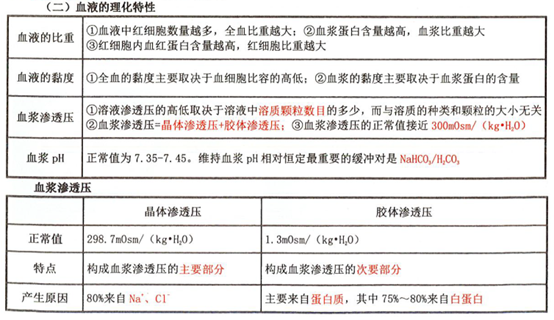 （二）血液的理化特性
血液的比重
①血液中红细胞数量越多，全血比重越大；②血浆蛋白含量越高，血浆比重越大
③红细胞内血红蛋白含量越高，红细胞比重越大
血液的黏度
①全血的黏度主要取决于血细胞比容的高低；②血浆的黏度主要取决于血浆蛋白的含量
血浆渗透压
①溶液渗透压的高低取决于溶液中溶质颗粒数目的多少，而与溶质的种类和颗粒的大小无关
②血浆渗透压=晶体渗透压+胶体渗透压；③血浆渗透压的正常值接近300mOsm/（kg•H₂O）
血浆 pH
正常值为 7.35-7.45。维持血浆 pH 相对恒定最重要的缓冲对是 NaHCO₃/H₂CO₃
血浆渗透压
晶体渗透压
胶体渗透压
正常值
298.7mOsm/（kg•H₂O）
1.3mOsm/（kg•H₂O）
特点
构成血浆渗透压的主要部分
构成血浆渗透压的次要部分
产生原因
80%来自 Na⁺、Cl⁻
主要来自蛋白质，其中 75%～80%来自白蛋白